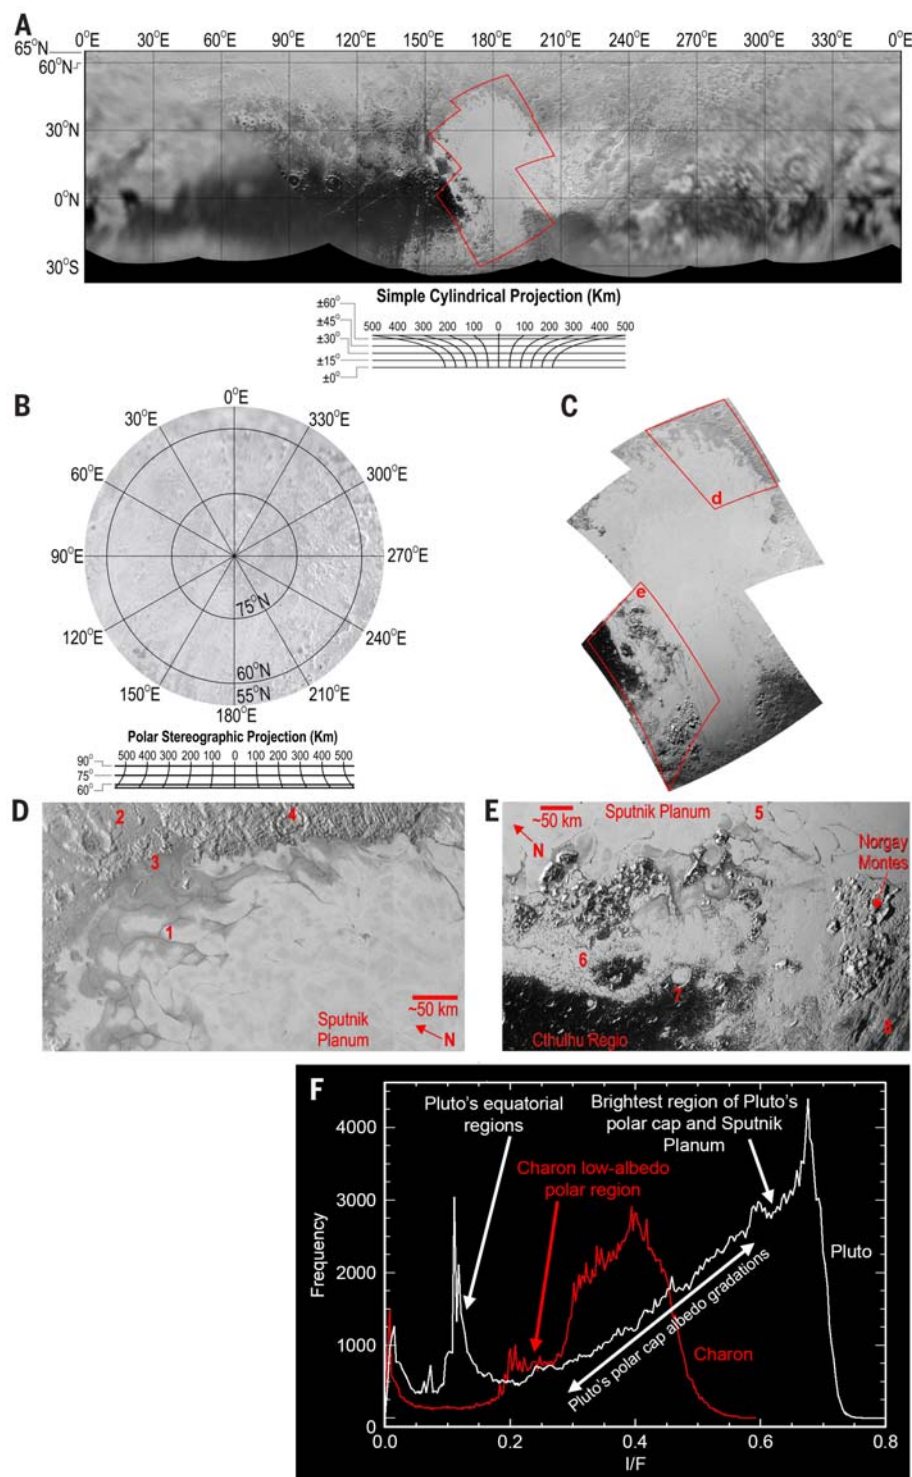 A
0°E 30°E 60°E 90°E 120°E 150°E 180°E 210°E 240°E 270°E 300°E 330°E 0°E
65°N
60°N
30°N
0°N
30°S
Simple Cylindrical Projection (Km)
500 400 300 200 100 0 100 200 300 400 500
±60°
±45°
±30°
±15°
±0°
B
0°E
30°E 330°E
60°E 300°E
90°E 270°E
75°N
120°E 240°E
60°N
150°E 55°N 210°E
180°E
Polar Stereographic Projection (Km)
500 400 300 200 100 0 100 200 300 400 500
90°
75°
60°
C
d
e
D
2 4
3
1
~50 km
Sputnik
Planum
N
E
~50 km
Sputnik Planum 5
N
Norgay
Montes
6
7
8
Cthulhu Regio
F
Pluto's equatorial
regions
Brightest region of Pluto's
polar cap and Sputnik
Planum
Charon low-albedo
polar region
Pluto
Charon
Pluto's polar cap albedo gradations
Frequency
4000
3000
2000
1000
0
0.0 0.2 0.4 0.6 0.8
I/F